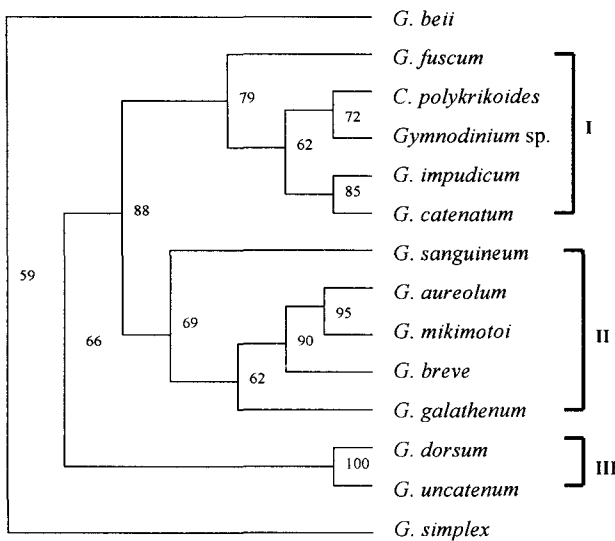 G. beii
G. fuscum
79
C. polykrikoides
72
I
62
Gymnodinium sp.
G. impudicum
85
88
G. catenatum
G. sanguineum
59
G. aureolum
95
69
66
G. mikimotoi
II
90
G. breve
62
G. galathenum
G. dorsum
100
III
G. uncatenum
G. simplex